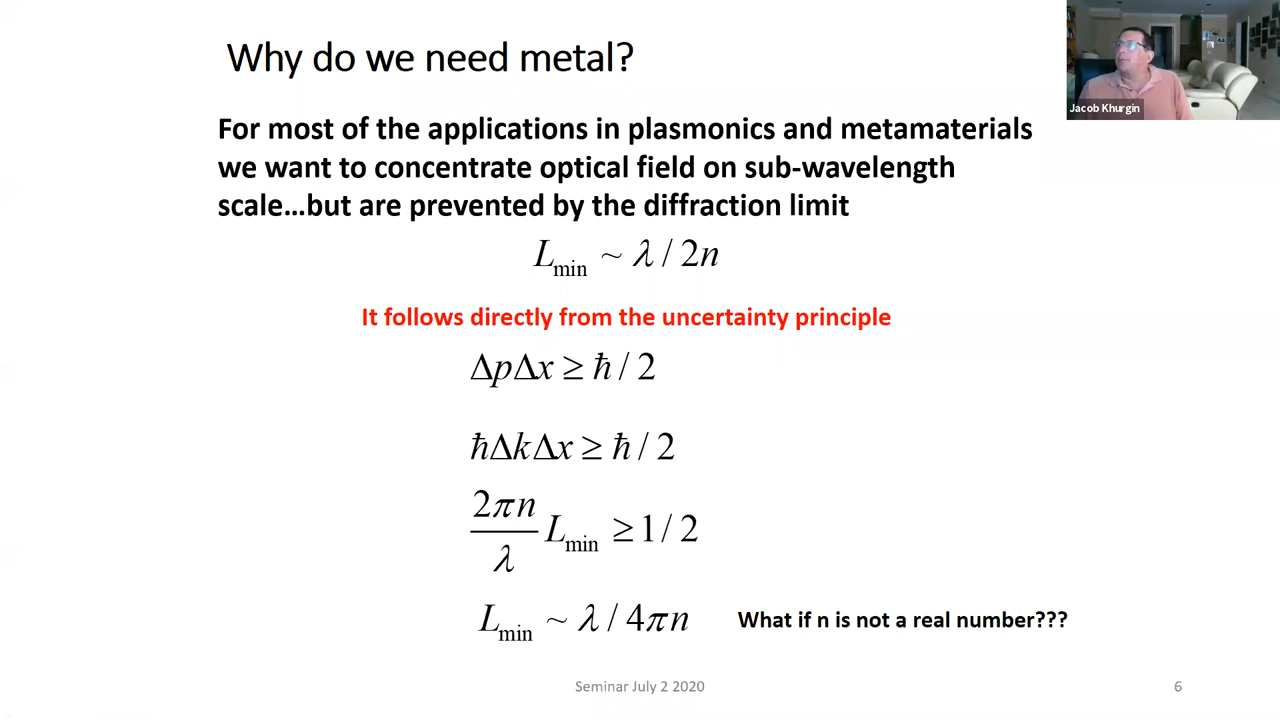 Why do we need metal?
Jacob Khurgin
For most of the applications in plasmonics and metamaterials
we want to concentrate optical field on sub-wavelength
scale...but are prevented by the diffraction limit
L_min ~ λ / 2n
It follows directly from the uncertainty principle
ΔpΔx ≥ ℏ / 2
ℏΔkΔx ≥ ℏ / 2
2πn/λ L_min ≥ 1 / 2
L_min ~ λ / 4πn
What if n is not a real number???
Seminar July 2 2020
6